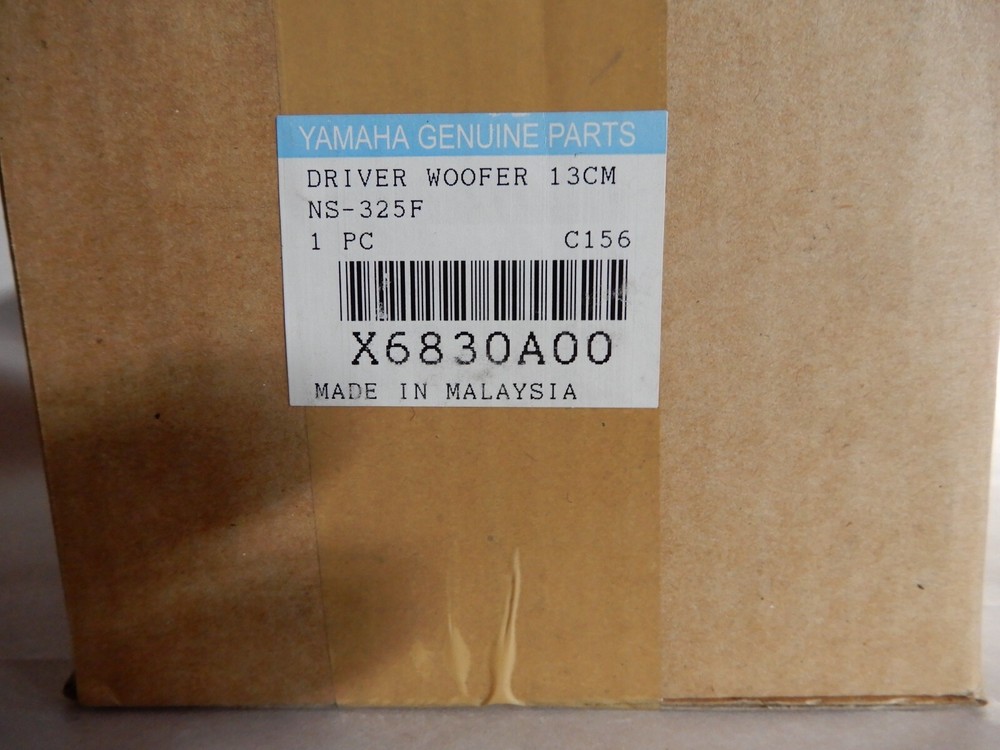 YAMAHA GENUINE PARTS
DRIVER WOOFER 13CM
NS-325F
1 PC C156
X6830A00
MADE IN MALAYSIA